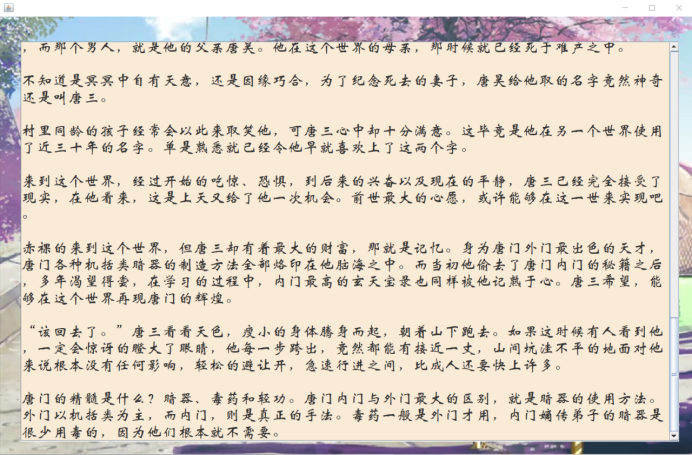 ，而那个男人，就是他的父亲唐昊。他在这个世界的母亲，那时候就已经死于难产之中。
不知道是冥冥中自有天意，还是因缘巧合，为了纪念死去的妻子，唐昊给他取的名字竟然神奇
还是叫唐三。
村里同龄的孩子经常会以此来取笑他，可唐三心中却十分满意。这毕竟是他在另一个世界使用
了近三十年的名字。单是熟悉就已经令他早就喜欢上了这两个字。
来到这个世界，经过开始的吃惊、恐惧，到后来的兴奋以及现在的平静，唐三已经完全接受了
现实，在他看来，这是上天又给了他一次机会。前世最大的心愿，或许能够在这一世来实现吧
。
赤裸的来到这个世界，但唐三却有着最大的财富，那就是记忆。身为唐门外门最出色的天才，
唐门各种机括类暗器的制造方法全部烙印在他脑海之中。而当初他偷去了唐门内门的秘籍之后
，多年渴望得尝，在学习的过程中，内门最高的玄天宝录也同样被他记熟于心。唐三希望，能
够在这个世界再现唐门的辉煌。
“该回去了。”唐三看看天色，瘦小的身体腾身而起，朝着山下跑去。如果这时候有人看到他
，一定会惊讶的瞪大了眼睛，他每一步跨出，竟然都能有接近一丈，山间坑洼不平的地面对他
来说根本没有任何影响，轻松的避让开，急速行进之间，比成人还要快上许多。
唐门的精髓是什么？暗器、毒药和轻功。唐门内门与外门最大的区别，就是暗器的使用方法。
外门以机括类为主，而内门，则是真正的手法。毒药一般是外门才用，内门嫡传弟子的暗器是
很少用毒的，因为他们根本就不需要。